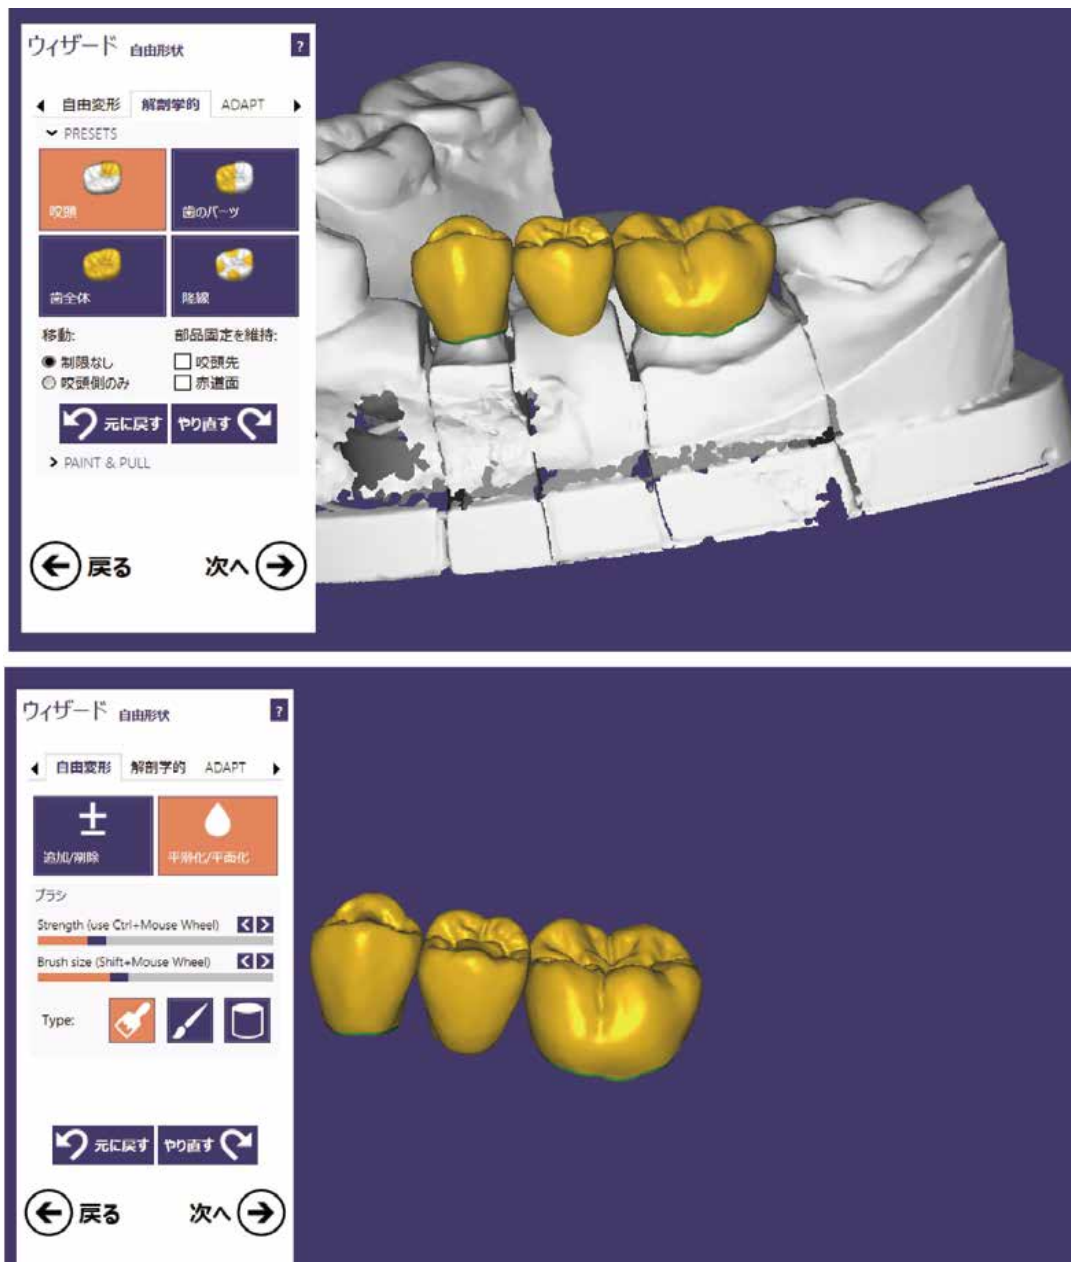 ウィザード 自由形状 ?
自由変形 解剖学的 ADAPT
PRESETS
咬頭 歯のパーツ
歯全体 隆線
移動: 部品固定を維持:
制限なし 咬頭先
咬頭側のみ 赤道面
元に戻す やり直す
PAINT & PULL
戻る 次へ
ウィザード 自由形状 ?
自由変形 解剖学的 ADAPT
追加/削除 平滑化/平面化
ブラシ
Strength (use Ctrl+Mouse Wheel)
Brush size (Shift+Mouse Wheel)
Type:
元に戻す やり直す
戻る 次へ